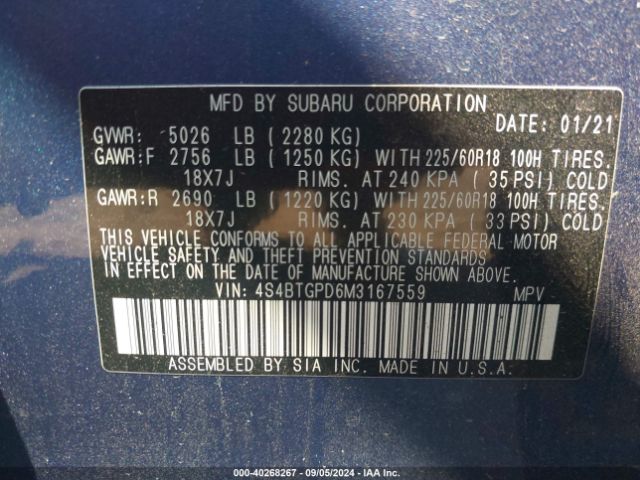 MFD BY SUBARU CORPORATION
DATE: 01/21
GVWR: 5026 LB (2280 KG)
GAWR:F 2756 LB (1250 KG) WITH 225/60R18 100H TIRES.
18X7J RIMS. AT 240 KPA ( 35 PSI) COLD
GAWR:R 2690 LB (1220 KG) WITH 225/60R18 100H TIRES.
18X7J RIMS. AT 230 KPA ( 33 PSI) COLD
THIS VEHICLE CONFORMS TO ALL APPLICABLE FEDERAL MOTOR
VEHICLE SAFETY AND THEFT PREVENTION STANDARDS
IN EFFECT ON THE DATE OF MANUFACTURE SHOWN ABOVE.
VIN: 4S4BTGPD6M3167559 MPV
ASSEMBLED BY SIA INC. MADE IN U.S.A.
000-40268267 - 09/05/2024 - IAA Inc.